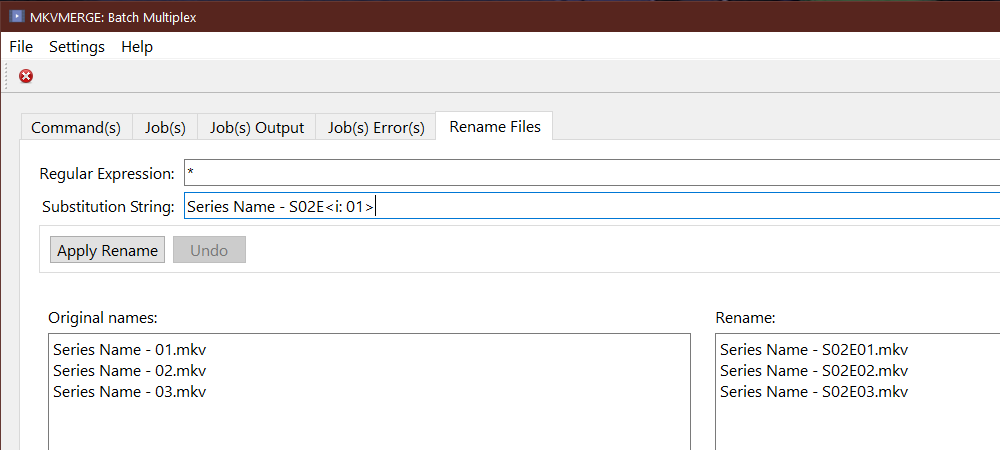 MKVMERGE: Batch Multiplex
File Settings Help
Command(s) Job(s) Job(s) Output Job(s) Error(s) Rename Files
Regular Expression: *
Substitution String: Series Name - S02E<i: 01>
Apply Rename Undo
Original names: Rename:
Series Name - 01.mkv Series Name - S02E01.mkv
Series Name - 02.mkv Series Name - S02E02.mkv
Series Name - 03.mkv Series Name - S02E03.mkv